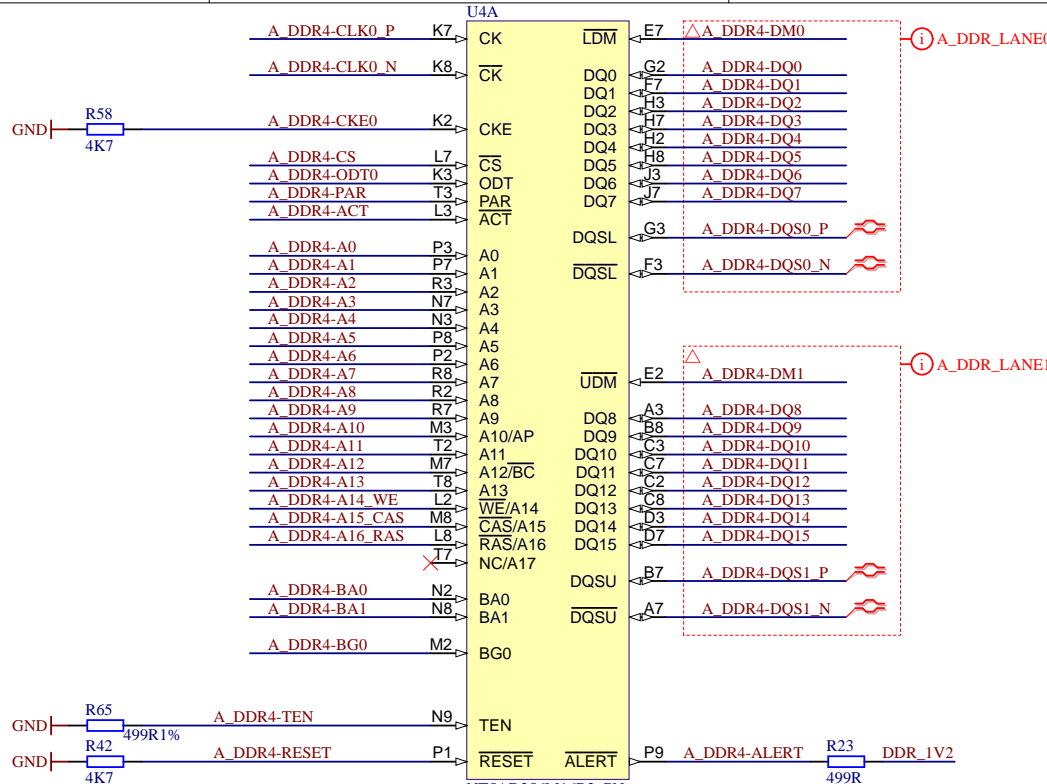 U4A
A_DDR4-CLK0_P K7 CK LDM E7 A_DDR4-DM0 i A_DDR_LANE0
A_DDR4-CLK0_N K8 CK DQ0 G2 A_DDR4-DQ0
DQ1 F7 A_DDR4-DQ1
DQ2 H3 A_DDR4-DQ2
R58
GND A_DDR4-CKE0 K2 CKE DQ3 H7 A_DDR4-DQ3
4K7
DQ4 H2 A_DDR4-DQ4
A_DDR4-CS L7 CS DQ5 H8 A_DDR4-DQ5
A_DDR4-ODT0 K3 ODT DQ6 J3 A_DDR4-DQ6
A_DDR4-PAR T3 PAR DQ7 J7 A_DDR4-DQ7
A_DDR4-ACT L3 ACT
DQSL G3 A_DDR4-DQS0_P
A_DDR4-A0 P3 A0
A_DDR4-A1 P7 A1 DQSL F3 A_DDR4-DQS0_N
A_DDR4-A2 R3 A2
A_DDR4-A3 N7 A3
A_DDR4-A4 N3 A4
A_DDR4-A5 P8 A5
A_DDR4-A6 P2 A6 i A_DDR_LANE1
A_DDR4-A7 R8 A7 UDM E2 A_DDR4-DM1
A_DDR4-A8 R2 A8
A_DDR4-A9 R7 A9 DQ8 A3 A_DDR4-DQ8
A_DDR4-A10 M3 A10/AP DQ9 B8 A_DDR4-DQ9
A_DDR4-A11 T2 A11 DQ10 C3 A_DDR4-DQ10
A_DDR4-A12 M7 A12/BC DQ11 C7 A_DDR4-DQ11
A_DDR4-A13 T8 A13 DQ12 C2 A_DDR4-DQ12
A_DDR4-A14_WE L2 WE/A14 DQ13 C8 A_DDR4-DQ13
A_DDR4-A15_CAS M8 CAS/A15 DQ14 D3 A_DDR4-DQ14
A_DDR4-A16_RAS L8 RAS/A16 DQ15 D7 A_DDR4-DQ15
T7 NC/A17
DQSU B7 A_DDR4-DQS1_P
A_DDR4-BA0 N2 BA0
A_DDR4-BA1 N8 BA1 DQSU A7 A_DDR4-DQS1_N
A_DDR4-BG0 M2 BG0
R65
GND A_DDR4-TEN N9 TEN
499R1%
R42
GND A_DDR4-RESET P1 RESET ALERT P9 A_DDR4-ALERT R23 DDR_1V2
4K7 499R